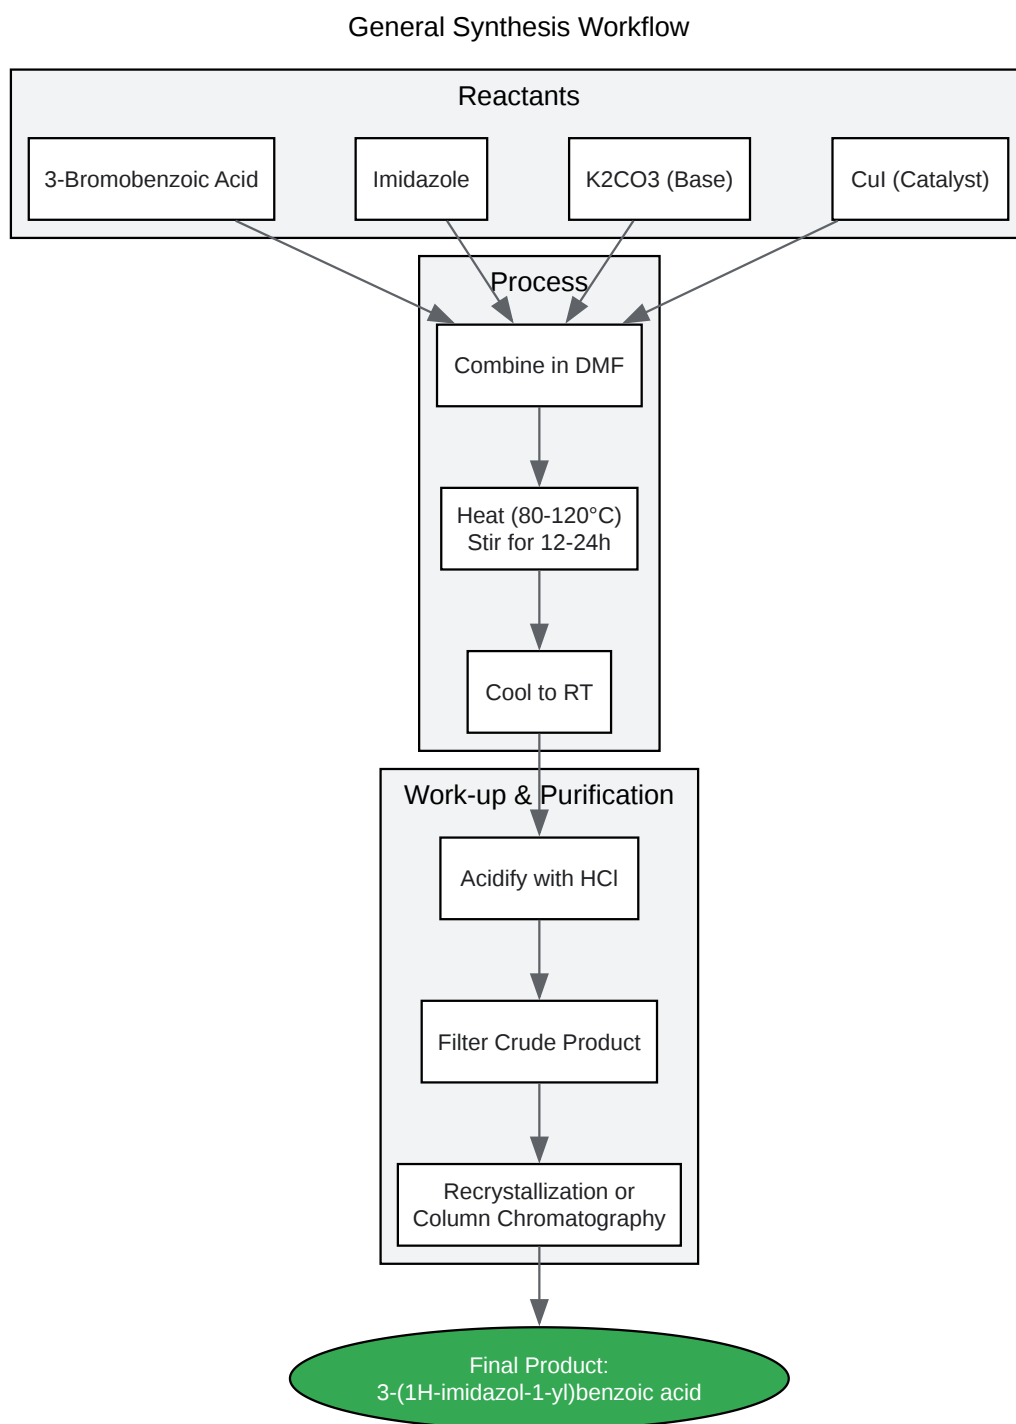 General Synthesis Workflow
Reactants
3-Bromobenzoic Acid
Imidazole
K2CO3 (Base)
CuI (Catalyst)
Process
Combine in DMF
Heat (80-120°C)
Stir for 12-24h
Cool to RT
Work-up & Purification
Acidify with HCl
Filter Crude Product
Recrystallization or
Column Chromatography
Final Product:
3-(1H-imidazol-1-yl)benzoic acid